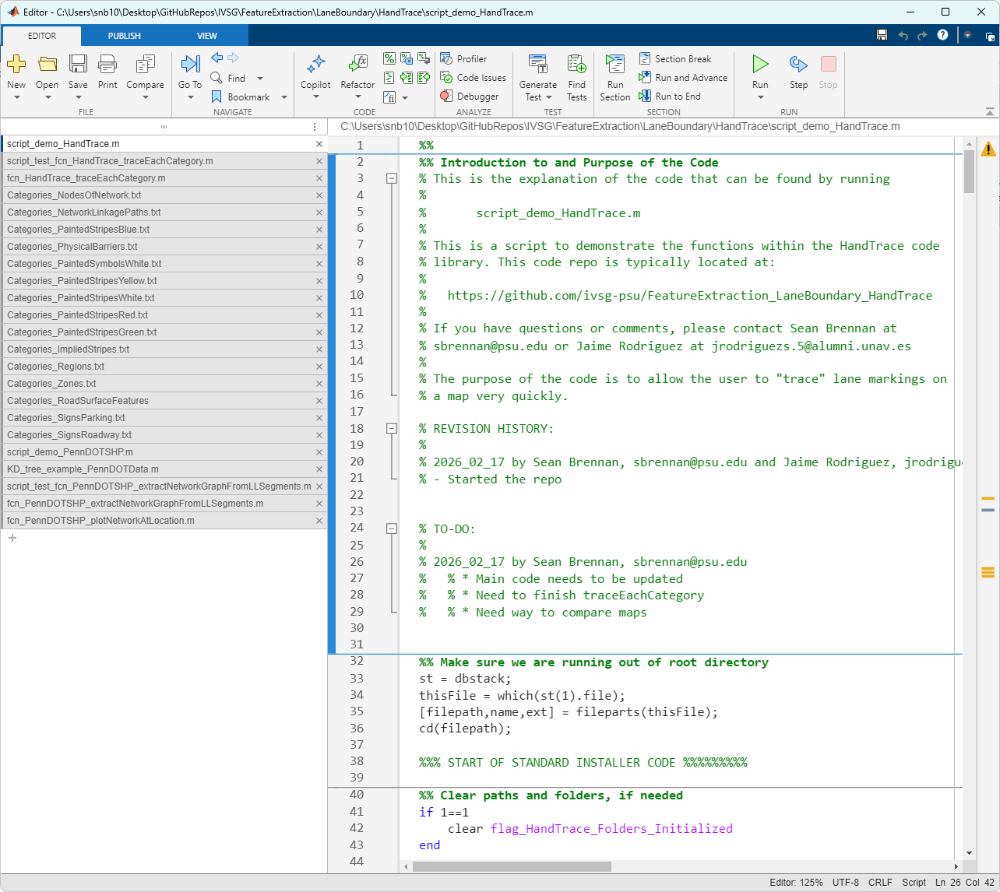 Editor - C:\Users\snb10\Desktop\GitHubRepos\IVSG\FeatureExtraction\LaneBoundary\HandTrace\script_demo_HandTrace.m
EDITOR PUBLISH VIEW
New Open Save Print Compare
FILE
Go To Find Bookmark
NAVIGATE
Copilot Refactor
CODE
Profiler
Code Issues
Debugger
ANALYZE
Generate Test Find Tests
TEST
Run Section
Section Break
Run and Advance
Run to End
SECTION
Run Step Stop
RUN
C:\Users\snb10\Desktop\GitHubRepos\IVSG\FeatureExtraction\LaneBoundary\HandTrace\script_demo_HandTrace.m
script_demo_HandTrace.m
script_test_fcn_HandTrace_traceEachCategory.m
fcn_HandTrace_traceEachCategory.m
Categories_NodesOfNetwork.txt
Categories_NetworkLinkagePaths.txt
Categories_PaintedStripesBlue.txt
Categories_PhysicalBarriers.txt
Categories_PaintedSymbolsWhite.txt
Categories_PaintedStripesYellow.txt
Categories_PaintedStripesWhite.txt
Categories_PaintedStripesRed.txt
Categories_PaintedStripesGreen.txt
Categories_ImpliedStripes.txt
Categories_Regions.txt
Categories_Zones.txt
Categories_RoadSurfaceFeatures
Categories_SignsParking.txt
Categories_SignsRoadway.txt
script_demo_PennDOTSHP.m
KD_tree_example_PennDOTData.m
script_test_fcn_PennDOTSHP_extractNetworkGraphFromLLSegments.m
fcn_PennDOTSHP_extractNetworkGraphFromLLSegments.m
fcn_PennDOTSHP_plotNetworkAtLocation.m
1 %%
2 %% Introduction to and Purpose of the Code
3 % This is the explanation of the code that can be found by running
4 %
5 %       script_demo_HandTrace.m
6 %
7 % This is a script to demonstrate the functions within the HandTrace code
8 % library. This code repo is typically located at:
9 %
10 %   https://github.com/ivsg-psu/FeatureExtraction_LaneBoundary_HandTrace
11 %
12 % If you have questions or comments, please contact Sean Brennan at
13 % sbrennan@psu.edu or Jaime Rodriguez at jrodriguezs.5@alumni.unav.es
14 %
15 % The purpose of the code is to allow the user to "trace" lane markings on
16 % a map very quickly.
17
18 % REVISION HISTORY:
19 %
20 % 2026_02_17 by Sean Brennan, sbrennan@psu.edu and Jaime Rodriguez, jrodrigu
21 % - Started the repo
22
23
24 % TO-DO:
25 %
26 % 2026_02_17 by Sean Brennan, sbrennan@psu.edu
27 %   % * Main code needs to be updated
28 %   % * Need to finish traceEachCategory
29 %   % * Need way to compare maps
30
31
32 %% Make sure we are running out of root directory
33 st = dbstack;
34 thisFile = which(st(1).file);
35 [filepath,name,ext] = fileparts(thisFile);
36 cd(filepath);
37
38 %%% START OF STANDARD INSTALLER CODE %%%%%%%%%
39
40 %% Clear paths and folders, if needed
41 if 1==1
42     clear flag_HandTrace_Folders_Initialized
43 end
44
Editor: 125% UTF-8 CRLF Script Ln 26 Col 42